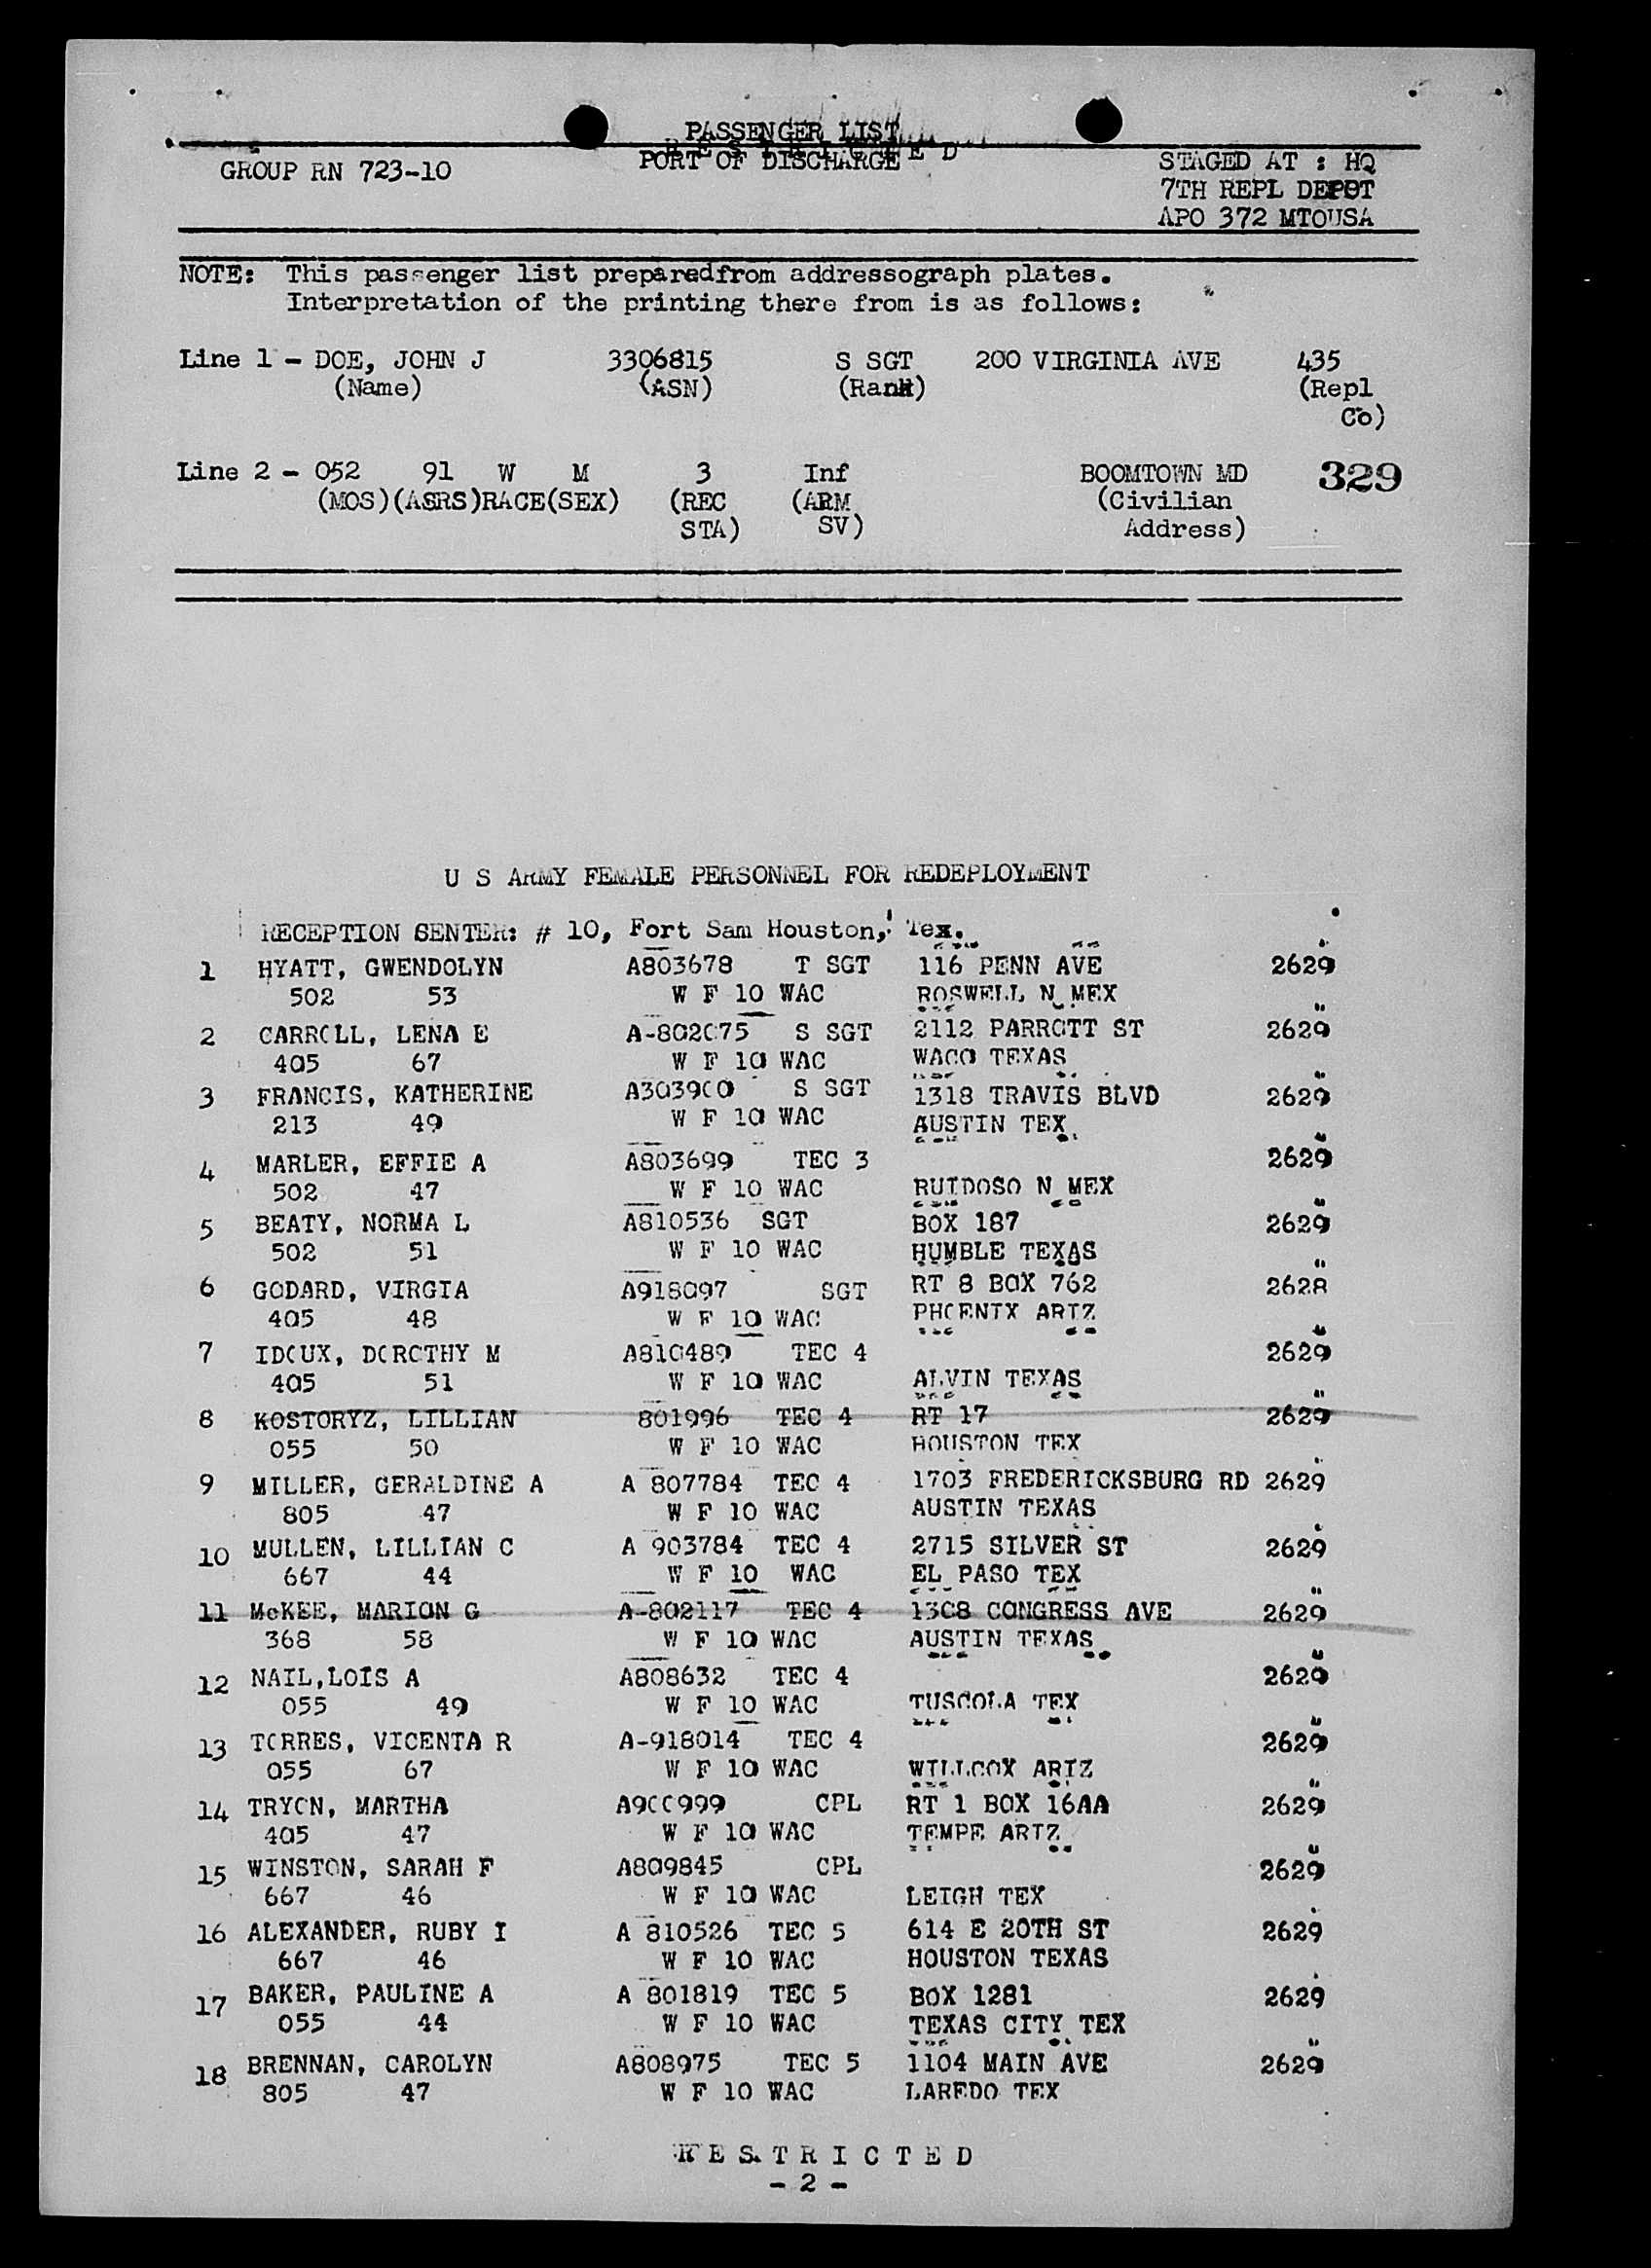 PASSENGER LIST
RESTRICTED
GROUP RN 723-10 PORT OF DISCHARGE STAGED AT : HQ
7TH REPL DEPOT
APO 372 MTOUSA
NOTE: This passenger list preparedfrom addressograph plates.
Interpretation of the printing there from is as follows:
Line 1 - DOE, JOHN J 3306815 S SGT 200 VIRGINIA AVE 435
(Name) (ASN) (Rank) (Repl
Co)
Line 2 - 052 91 W M 3 Inf BOOMTOWN MD 329
(MOS)(ASRS)RACE(SEX) (REC (ARM (Civilian
STA) SV) Address)
U S ARMY FEMALE PERSONNEL FOR REDEPLOYMENT
RECEPTION SENTER: # 10, Fort Sam Houston, Tex.
1 HYATT, GWENDOLYN A803678 T SGT 116 PENN AVE 2629
502 53 W F 10 WAC ROSWELL N MEX
2 CARROLL, LENA E A-802075 S SGT 2112 PARROTT ST 2629
405 67 W F 10 WAC WACO TEXAS
3 FRANCIS, KATHERINE A303900 S SGT 1318 TRAVIS BLVD 2629
213 49 W F 10 WAC AUSTIN TEX
4 MARLER, EFFIE A A803699 TEC 3 2629
502 47 W F 10 WAC RUIDOSO N MEX
5 BEATY, NORMA L A810536 SGT BOX 187 2629
502 51 W F 10 WAC HUMBLE TEXAS
6 GODARD, VIRGIA A918097 SGT RT 8 BOX 762 2628
405 48 W F 10 WAC PHOENIX ARIZ
7 IDOUX, DOROTHY M A810489 TEC 4 2629
405 51 W F 10 WAC ALVIN TEXAS
8 KOSTORYZ, LILLIAN 801996 TEC 4 RT 17 2629
055 50 W F 10 WAC HOUSTON TEX
9 MILLER, GERALDINE A A 807784 TEC 4 1703 FREDERICKSBURG RD 2629
805 47 W F 10 WAC AUSTIN TEXAS
10 MULLEN, LILLIAN C A 903784 TEC 4 2715 SILVER ST 2629
667 44 W F 10 WAC EL PASO TEX
11 McKEE, MARION G A-802117 TEC 4 1308 CONGRESS AVE 2629
368 58 W F 10 WAC AUSTIN TEXAS
12 NAIL,LOIS A A808632 TEC 4 2629
055 49 W F 10 WAC TUSCOLA TEX
13 TORRES, VICENTA R A-918014 TEC 4 2629
055 67 W F 10 WAC WILLCOX ARIZ
14 TRYON, MARTHA A900999 CPL RT 1 BOX 16AA 2629
405 47 W F 10 WAC TEMPE ARIZ
15 WINSTON, SARAH F A809845 CPL 2629
667 46 W F 10 WAC LEIGH TEX
16 ALEXANDER, RUBY I A 810526 TEC 5 614 E 20TH ST 2629
667 46 W F 10 WAC HOUSTON TEXAS
17 BAKER, PAULINE A A 801819 TEC 5 BOX 1281 2629
055 44 W F 10 WAC TEXAS CITY TEX
18 BRENNAN, CAROLYN A808975 TEC 5 1104 MAIN AVE 2629
805 47 W F 10 WAC LAREDO TEX
RESTRICTED
- 2 -